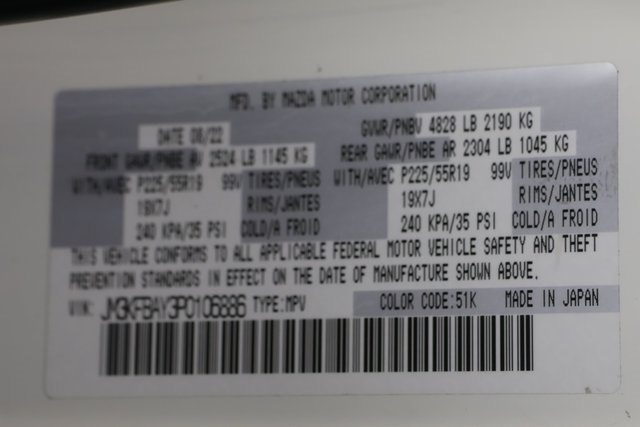 MFD. BY MAZDA MOTOR CORPORATION
DATE 08/22 GVWR/PNBV 4828 LB 2190 KG
FRONT GAWR/PNBE AV 2524 LB 1145 KG REAR GAWR/PNBE AR 2304 LB 1045 KG
WITH/AVEC P225/55R19 99V TIRES/PNEUS WITH/AVEC P225/55R19 99V TIRES/PNEUS
19X7J RIMS/JANTES 19X7J RIMS/JANTES
240 KPA/35 PSI COLD/A FROID 240 KPA/35 PSI COLD/A FROID
THIS VEHICLE CONFORMS TO ALL APPLICABLE FEDERAL MOTOR VEHICLE SAFETY AND THEFT
PREVENTION STANDARDS IN EFFECT ON THE DATE OF MANUFACTURE SHOWN ABOVE.
VIN: JM3KFBAY3P0106886 TYPE:MPV COLOR CODE:51K MADE IN JAPAN